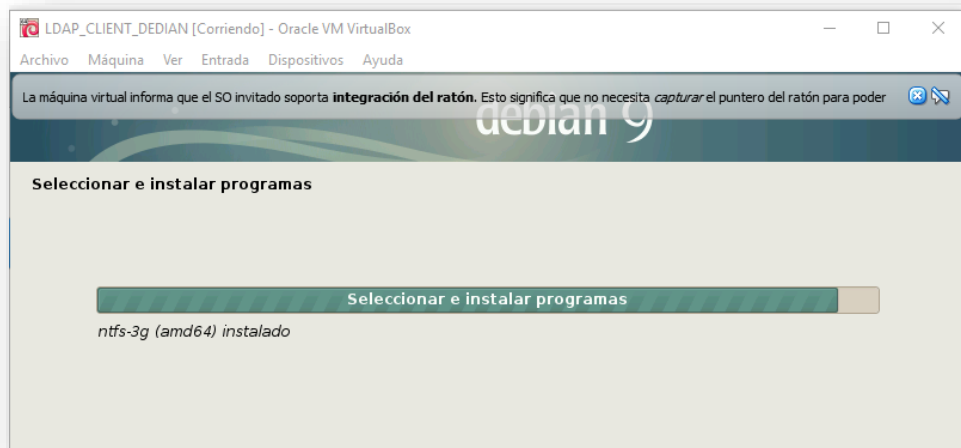 LDAP_CLIENT_DEDIAN [Corriendo] - Oracle VM VirtualBox
Archivo Máquina Ver Entrada Dispositivos Ayuda
La máquina virtual informa que el SO invitado soporta integración del ratón. Esto significa que no necesita capturar el puntero del ratón para poder
debian 9
Seleccionar e instalar programas
Seleccionar e instalar programas
ntfs-3g (amd64) instalado